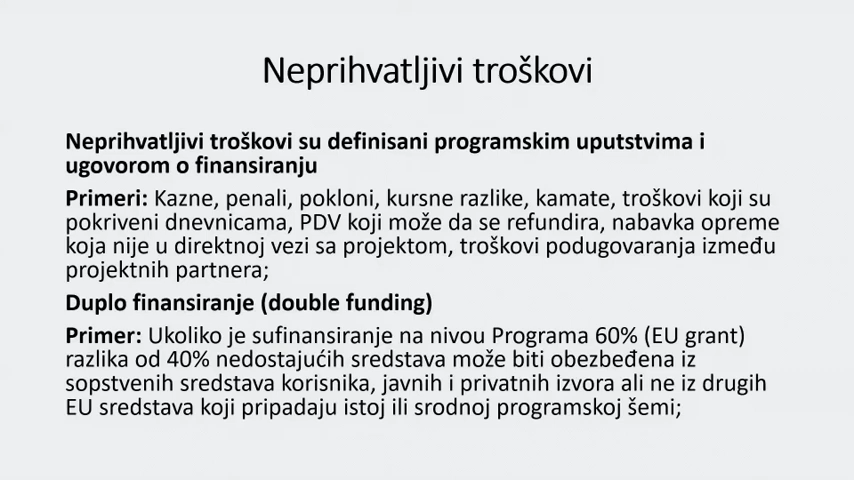 Neprihvatljivi troškovi
Neprihvatljivi troškovi su definisani programskim uputstvima i
ugovorom o finansiranju
Primeri: Kazne, penali, pokloni, kursne razlike, kamate, troškovi koji su
pokriveni dnevnicama, PDV koji može da se refundira, nabavka opreme
koja nije u direktnoj vezi sa projektom, troškovi podugovaranja između
projektnih partnera;
Duplo finansiranje (double funding)
Primer: Ukoliko je sufinansiranje na nivou Programa 60% (EU grant)
razlika od 40% nedostajućih sredstava može biti obezbeđena iz
sopstvenih sredstava korisnika, javnih i privatnih izvora ali ne iz drugih
EU sredstava koji pripadaju istoj ili srodnoj programskoj šemi;